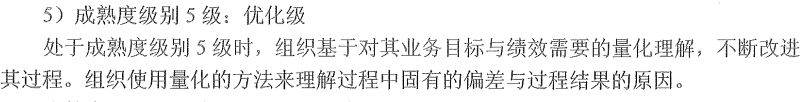 5）成熟度级别 5 级：优化级
处于成熟度级别 5 级时，组织基于对其业务目标与绩效需要的量化理解，不断改进
其过程。组织使用量化的方法来理解过程中固有的偏差与过程结果的原因。